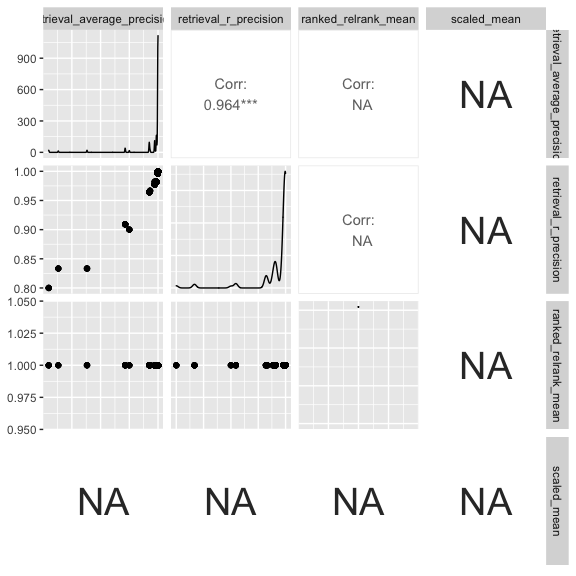 trieval_average_precisi retrieval_r_precision ranked_relrank_mean scaled_mean
900
600
300
0
Corr:
0.964***
Corr:
NA
NA
trieval_average_precisio
1.00
0.95
0.90
0.85
0.80
Corr:
NA
NA
retrieval_r_precision
1.050
1.025
1.000
0.975
0.950
NA
ranked_relrank_mean
NA NA NA NA
scaled_mean